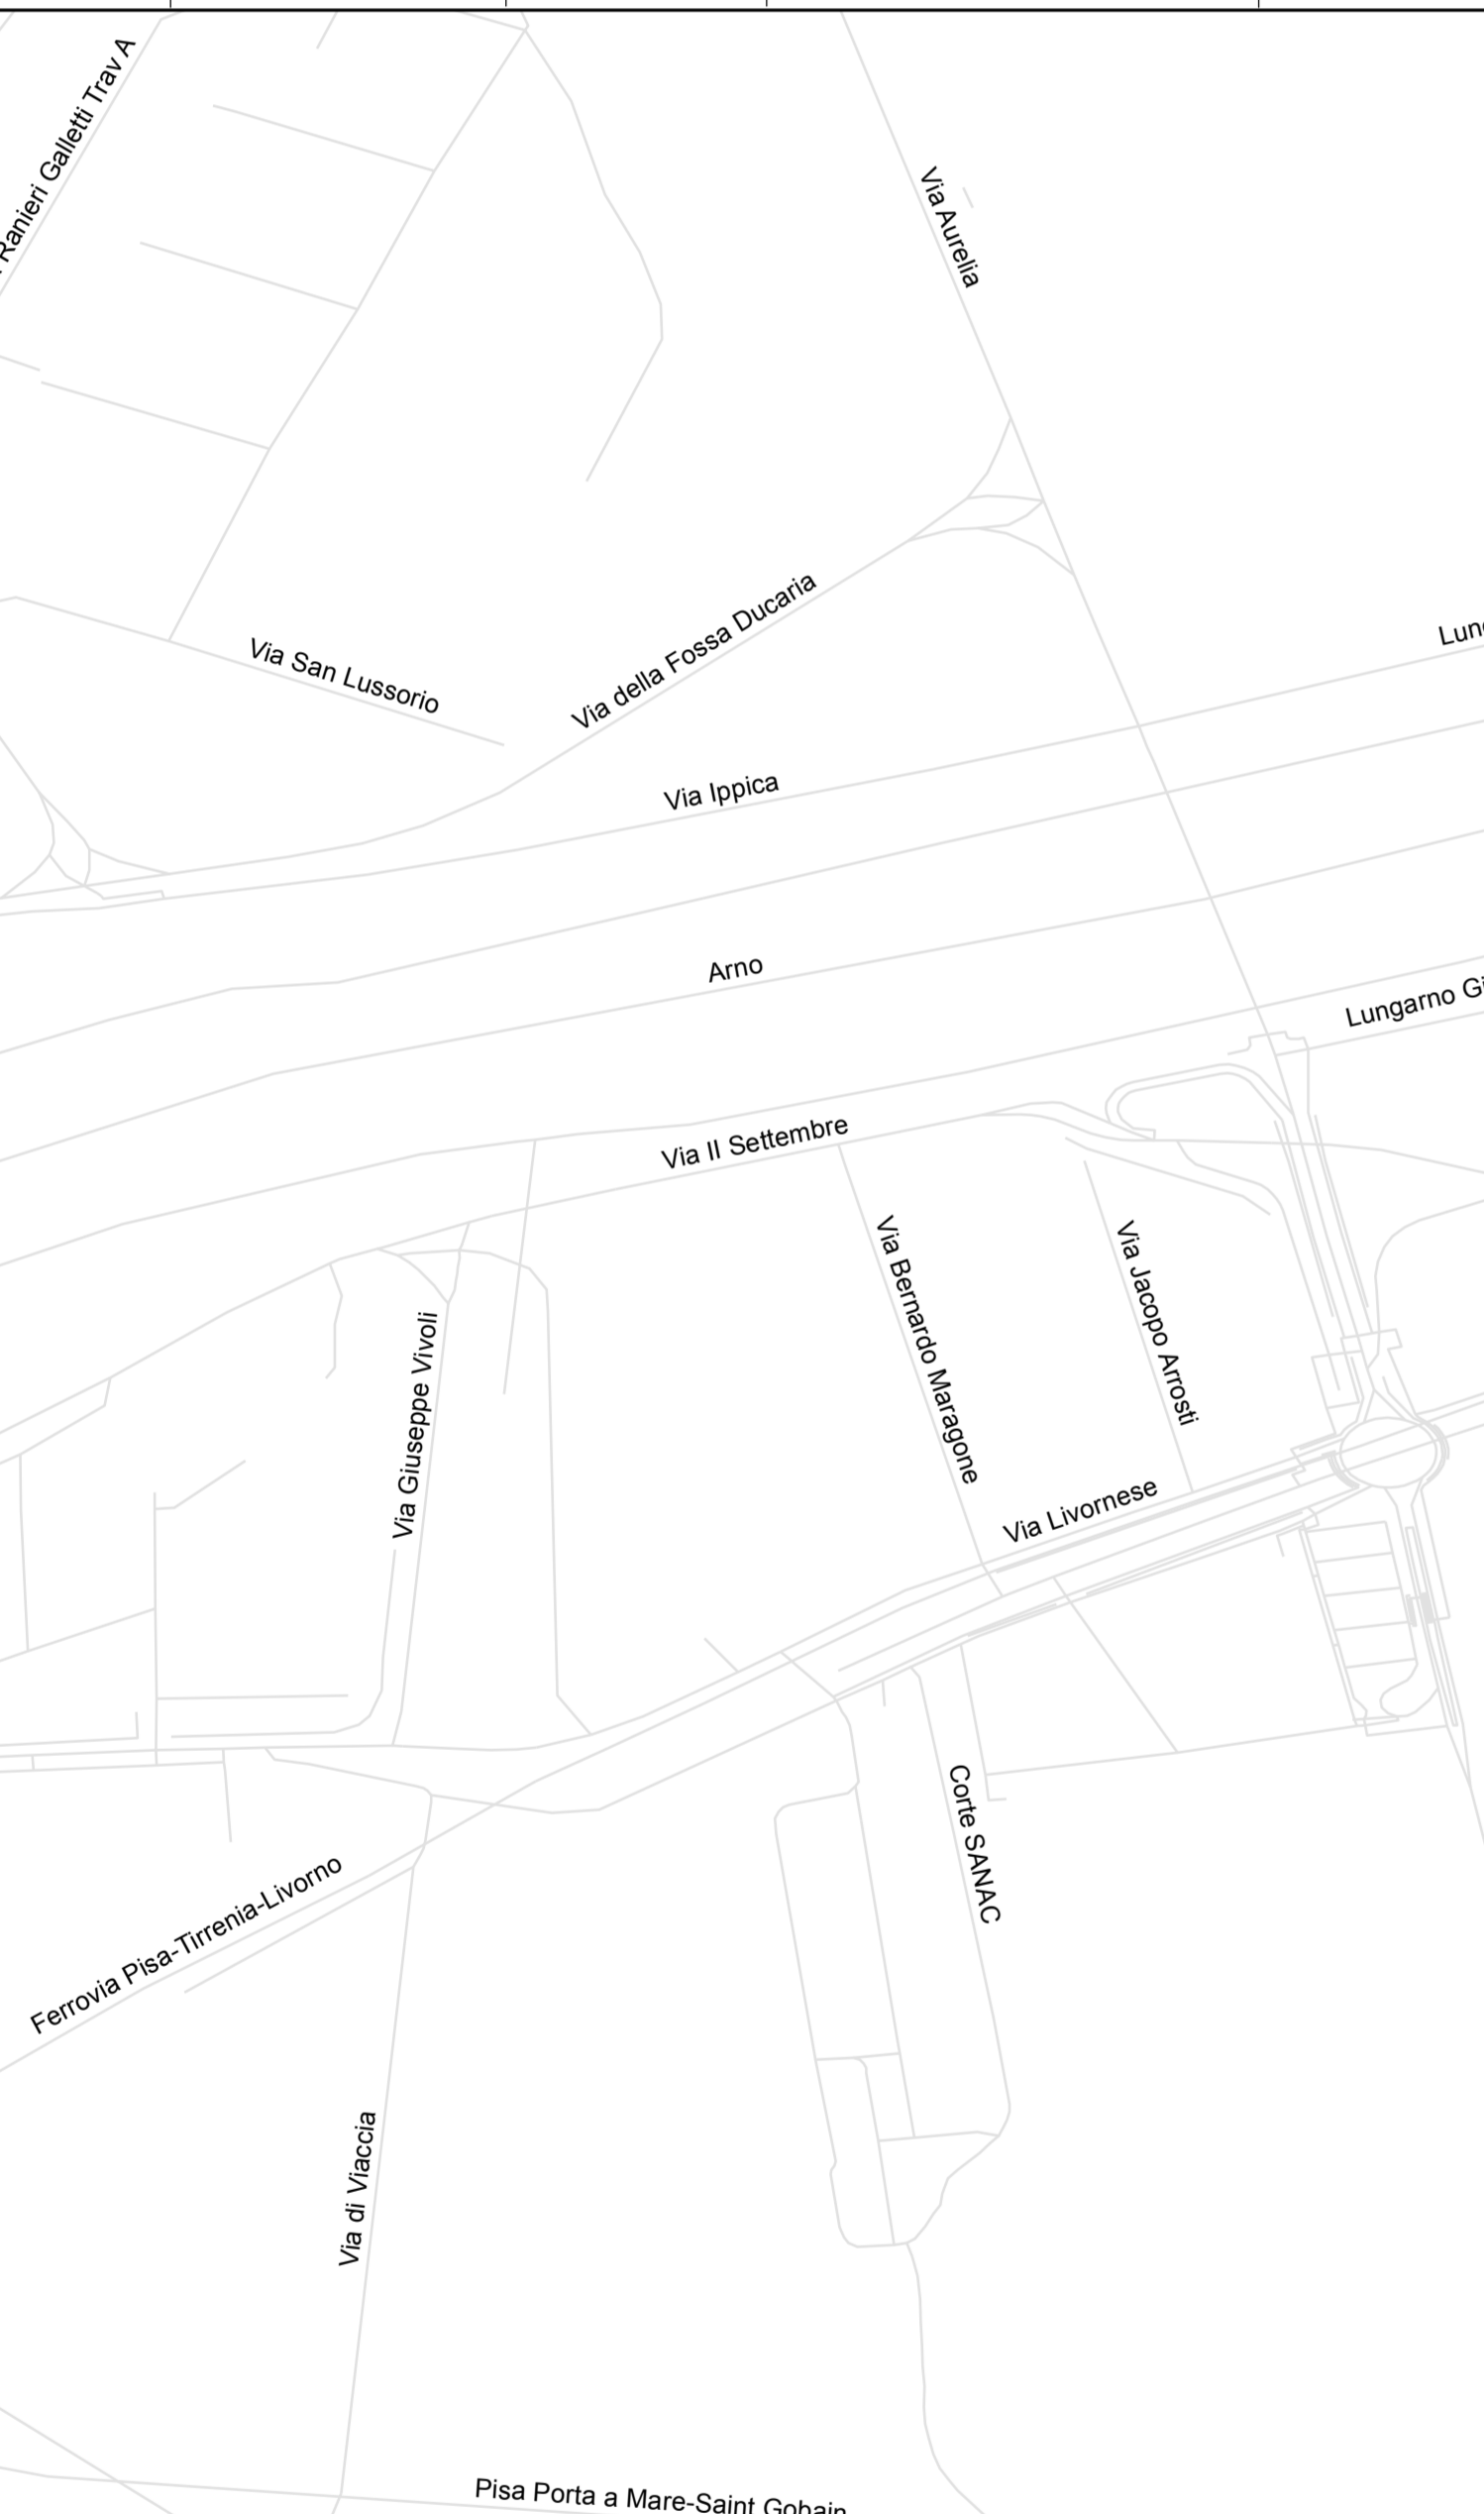 Ranieri Galletti Trav A
Via Aurelia
Via della Fossa Ducaria
Via San Lussorio
Via Ippica
Arno
Lungarno
Via II Settembre
Via Bernardo Maragone
Via Jacopo Arrosti
Via Giuseppe Vivoli
Via Livornese
Corte SANAC
Ferrovia Pisa-Tirrenia-Livorno
Via di Viaccia
Pisa Porta a Mare-Saint Gobain